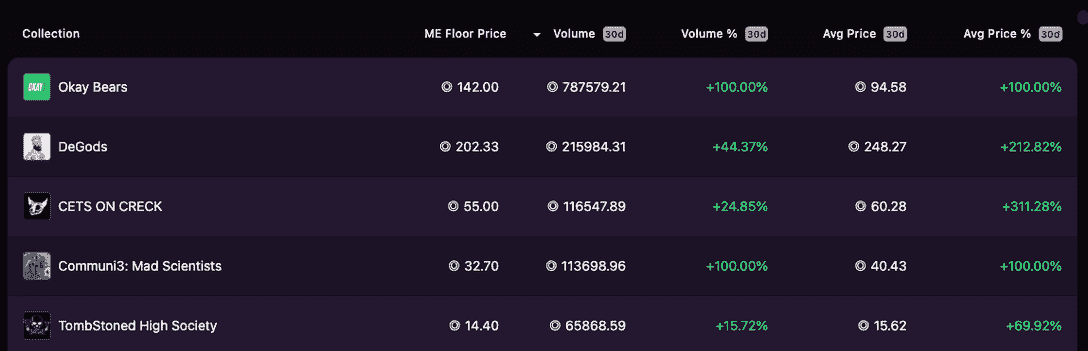 Collection ME Floor Price Volume 30d Volume % 30d Avg Price 30d Avg Price % 30d
OKAY Okay Bears 142.00 787579.21 +100.00% 94.58 +100.00%
DeGods 202.33 215984.31 +44.37% 248.27 +212.82%
CETS ON CRECK 55.00 116547.89 +24.85% 60.28 +311.28%
Communi3: Mad Scientists 32.70 113698.96 +100.00% 40.43 +100.00%
TombStoned High Society 14.40 65868.59 +15.72% 15.62 +69.92%